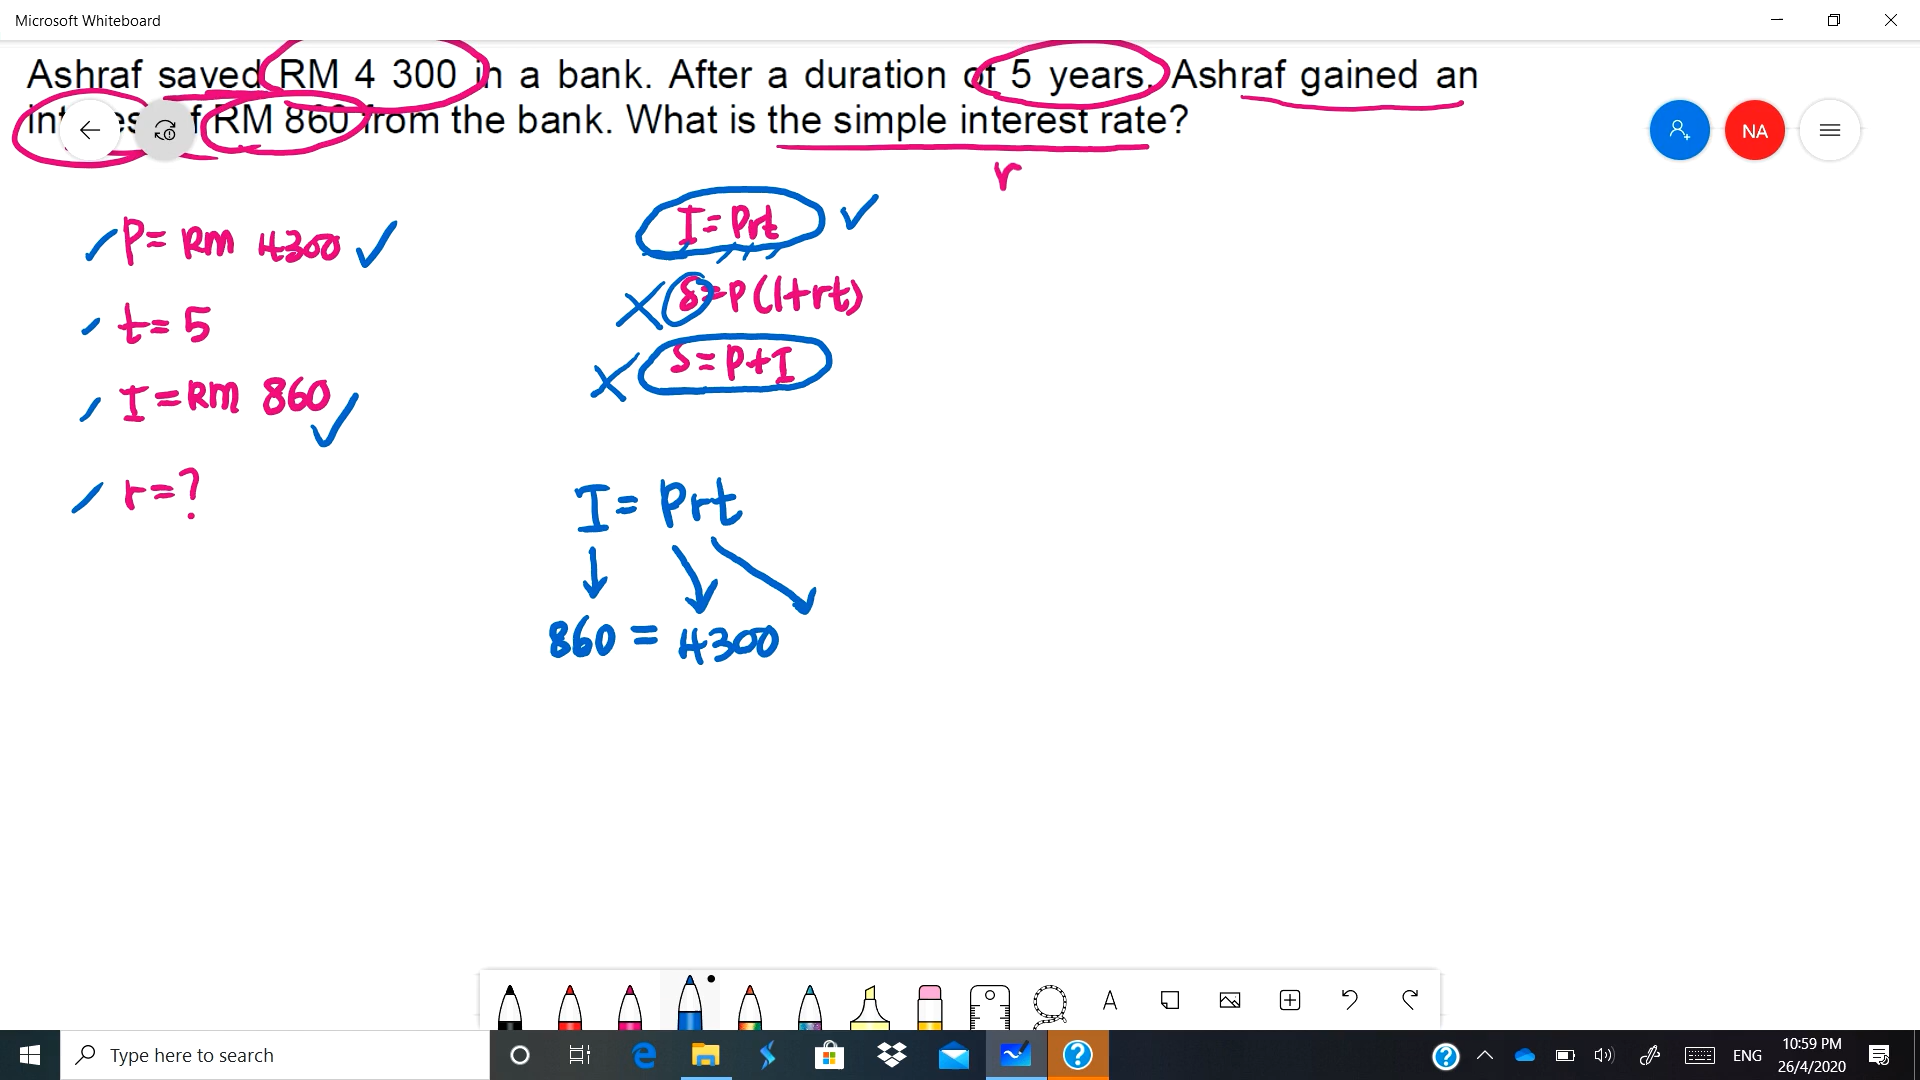 Microsoft Whiteboard
Ashraf saved RM 4 300 in a bank. After a duration of 5 years. Ashraf gained an
RM 860 from the bank. What is the simple interest rate?
NA
r
P = RM 4300
t = 5
I = RM 860
r = ?
I = Prt
S = P(1+rt)
S = P+I
I = Prt
860 = 4300
A
Type here to search
ENG
10:59 PM
26/4/2020